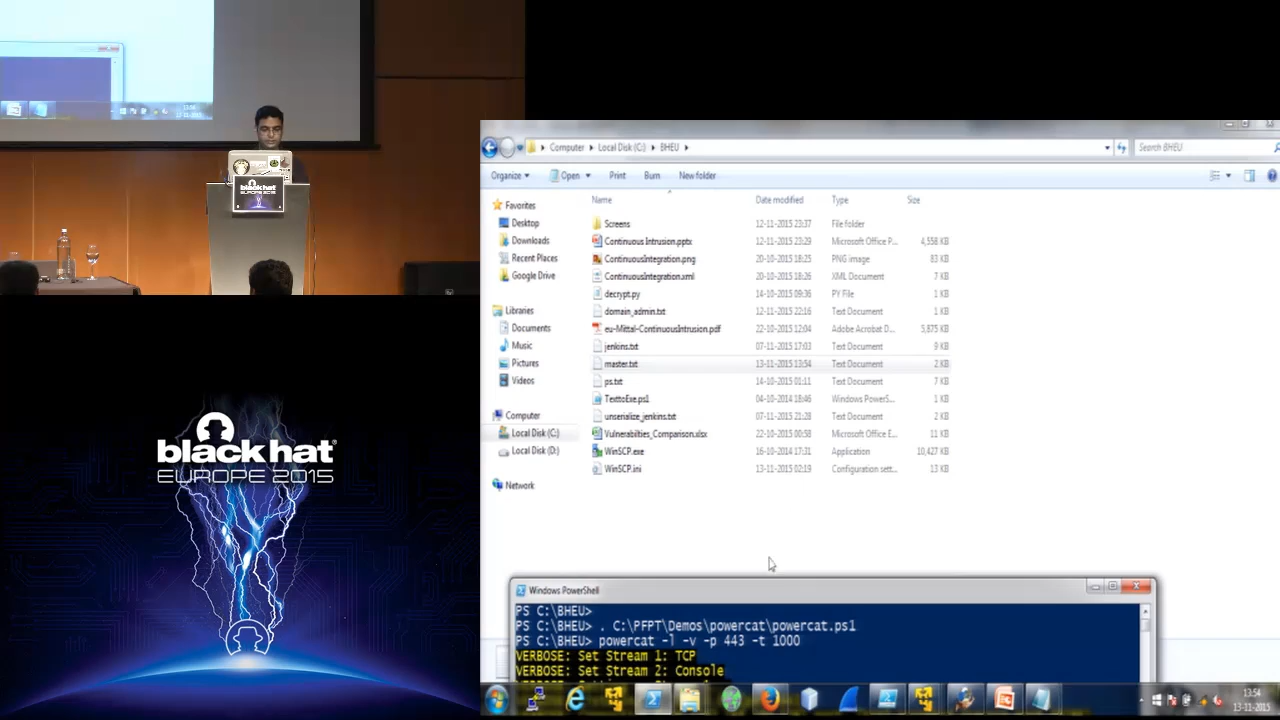 Computer ▸ Local Disk (C:) ▸ BHEU ▸
Search BHEU
Organize ▾ Open ▾ Print Burn New folder
Name Date modified Type Size
Favorites
Desktop
Downloads
Recent Places
Google Drive
Libraries
Documents
Music
Pictures
Videos
Computer
Local Disk (C:)
Local Disk (D:)
Network
Screens 12-11-2015 23:37 File folder
Continuous Intrusion.pptx 12-11-2015 23:29 Microsoft Office P... 4,558 KB
ContinuousIntegration.png 20-10-2015 18:25 PNG image 83 KB
ContinuousIntegration.xml 20-10-2015 18:26 XML Document 7 KB
decrypt.py 14-10-2015 09:36 PY File 1 KB
domain_admin.txt 12-11-2015 22:16 Text Document 1 KB
eu-Mittal-ContinuousIntrusion.pdf 22-10-2015 12:04 Adobe Acrobat D... 5,875 KB
jenkins.txt 07-11-2015 17:03 Text Document 9 KB
master.txt 13-11-2015 13:54 Text Document 2 KB
ps.txt 14-10-2015 01:11 Text Document 7 KB
TexttoExe.ps1 04-10-2014 18:46 Windows PowerS... 1 KB
unserialize_jenkins.txt 07-11-2015 21:28 Text Document 2 KB
Vulnerabilties_Comparison.xlsx 22-10-2015 00:58 Microsoft Office E... 11 KB
WinSCP.exe 16-10-2014 17:31 Application 10,427 KB
WinSCP.ini 13-11-2015 02:19 Configuration sett... 13 KB
Windows PowerShell
PS C:\BHEU>
PS C:\BHEU> . C:\PFPT\Demos\powercat\powercat.ps1
PS C:\BHEU> powercat -l -v -p 443 -t 1000
VERBOSE: Set Stream 1: TCP
VERBOSE: Set Stream 2: Console
13:54
13-11-2015
black hat
EUROPE 2015
black hat®
EUROPE 2015